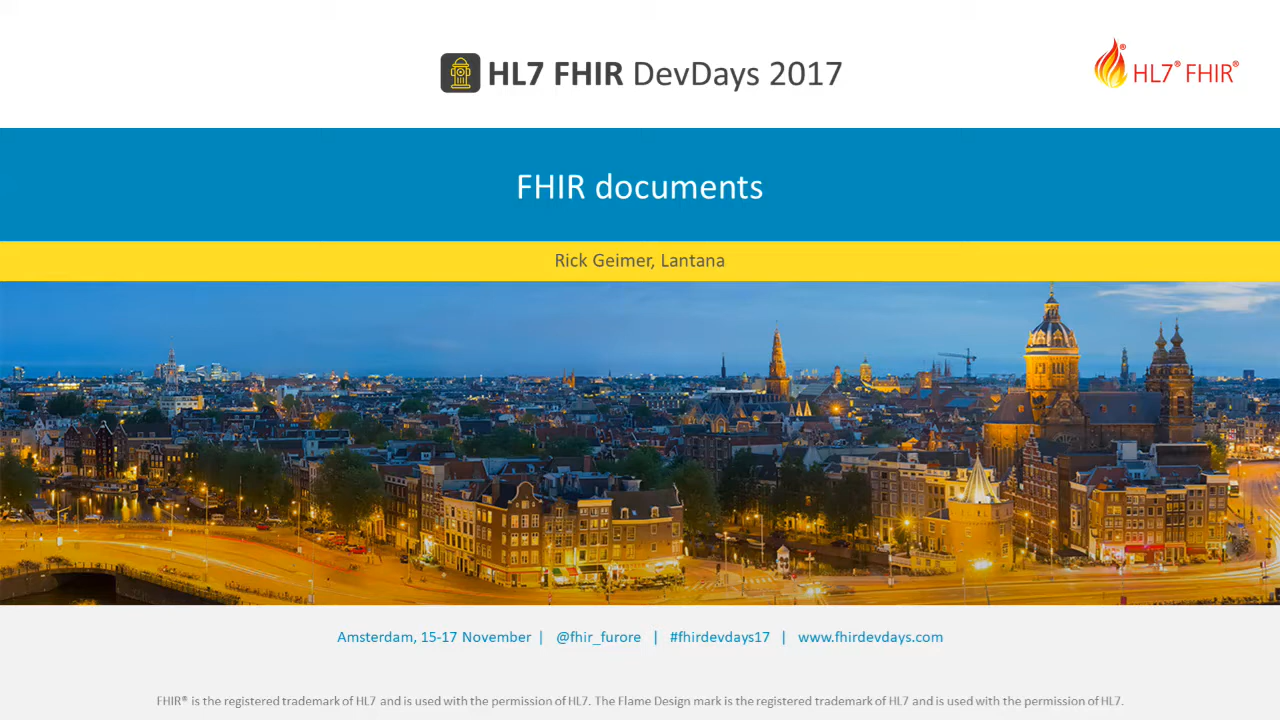 HL7 FHIR DevDays 2017
HL7® FHIR®
FHIR documents
Rick Geimer, Lantana
Amsterdam, 15-17 November | @fhir_furore | #fhirdevdays17 | www.fhirdevdays.com
FHIR® is the registered trademark of HL7 and is used with the permission of HL7. The Flame Design mark is the registered trademark of HL7 and is used with the permission of HL7.